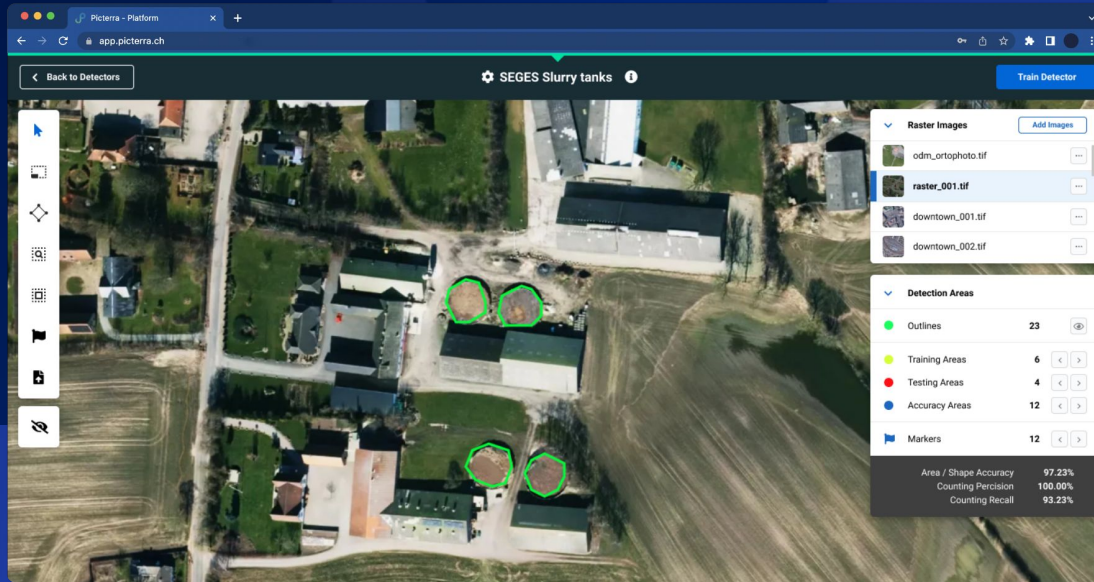 Picterra - Platform
app.picterra.ch
Back to Detectors
SEGES Slurry tanks
Train Detector
Raster Images
Add Images
odm_ortophoto.tif
raster_001.tif
downtown_001.tif
downtown_002.tif
Detection Areas
Outlines 23
Training Areas 6
Testing Areas 4
Accuracy Areas 12
Markers 12
Area / Shape Accuracy 97.23%
Counting Percision 100.00%
Counting Recall 93.23%